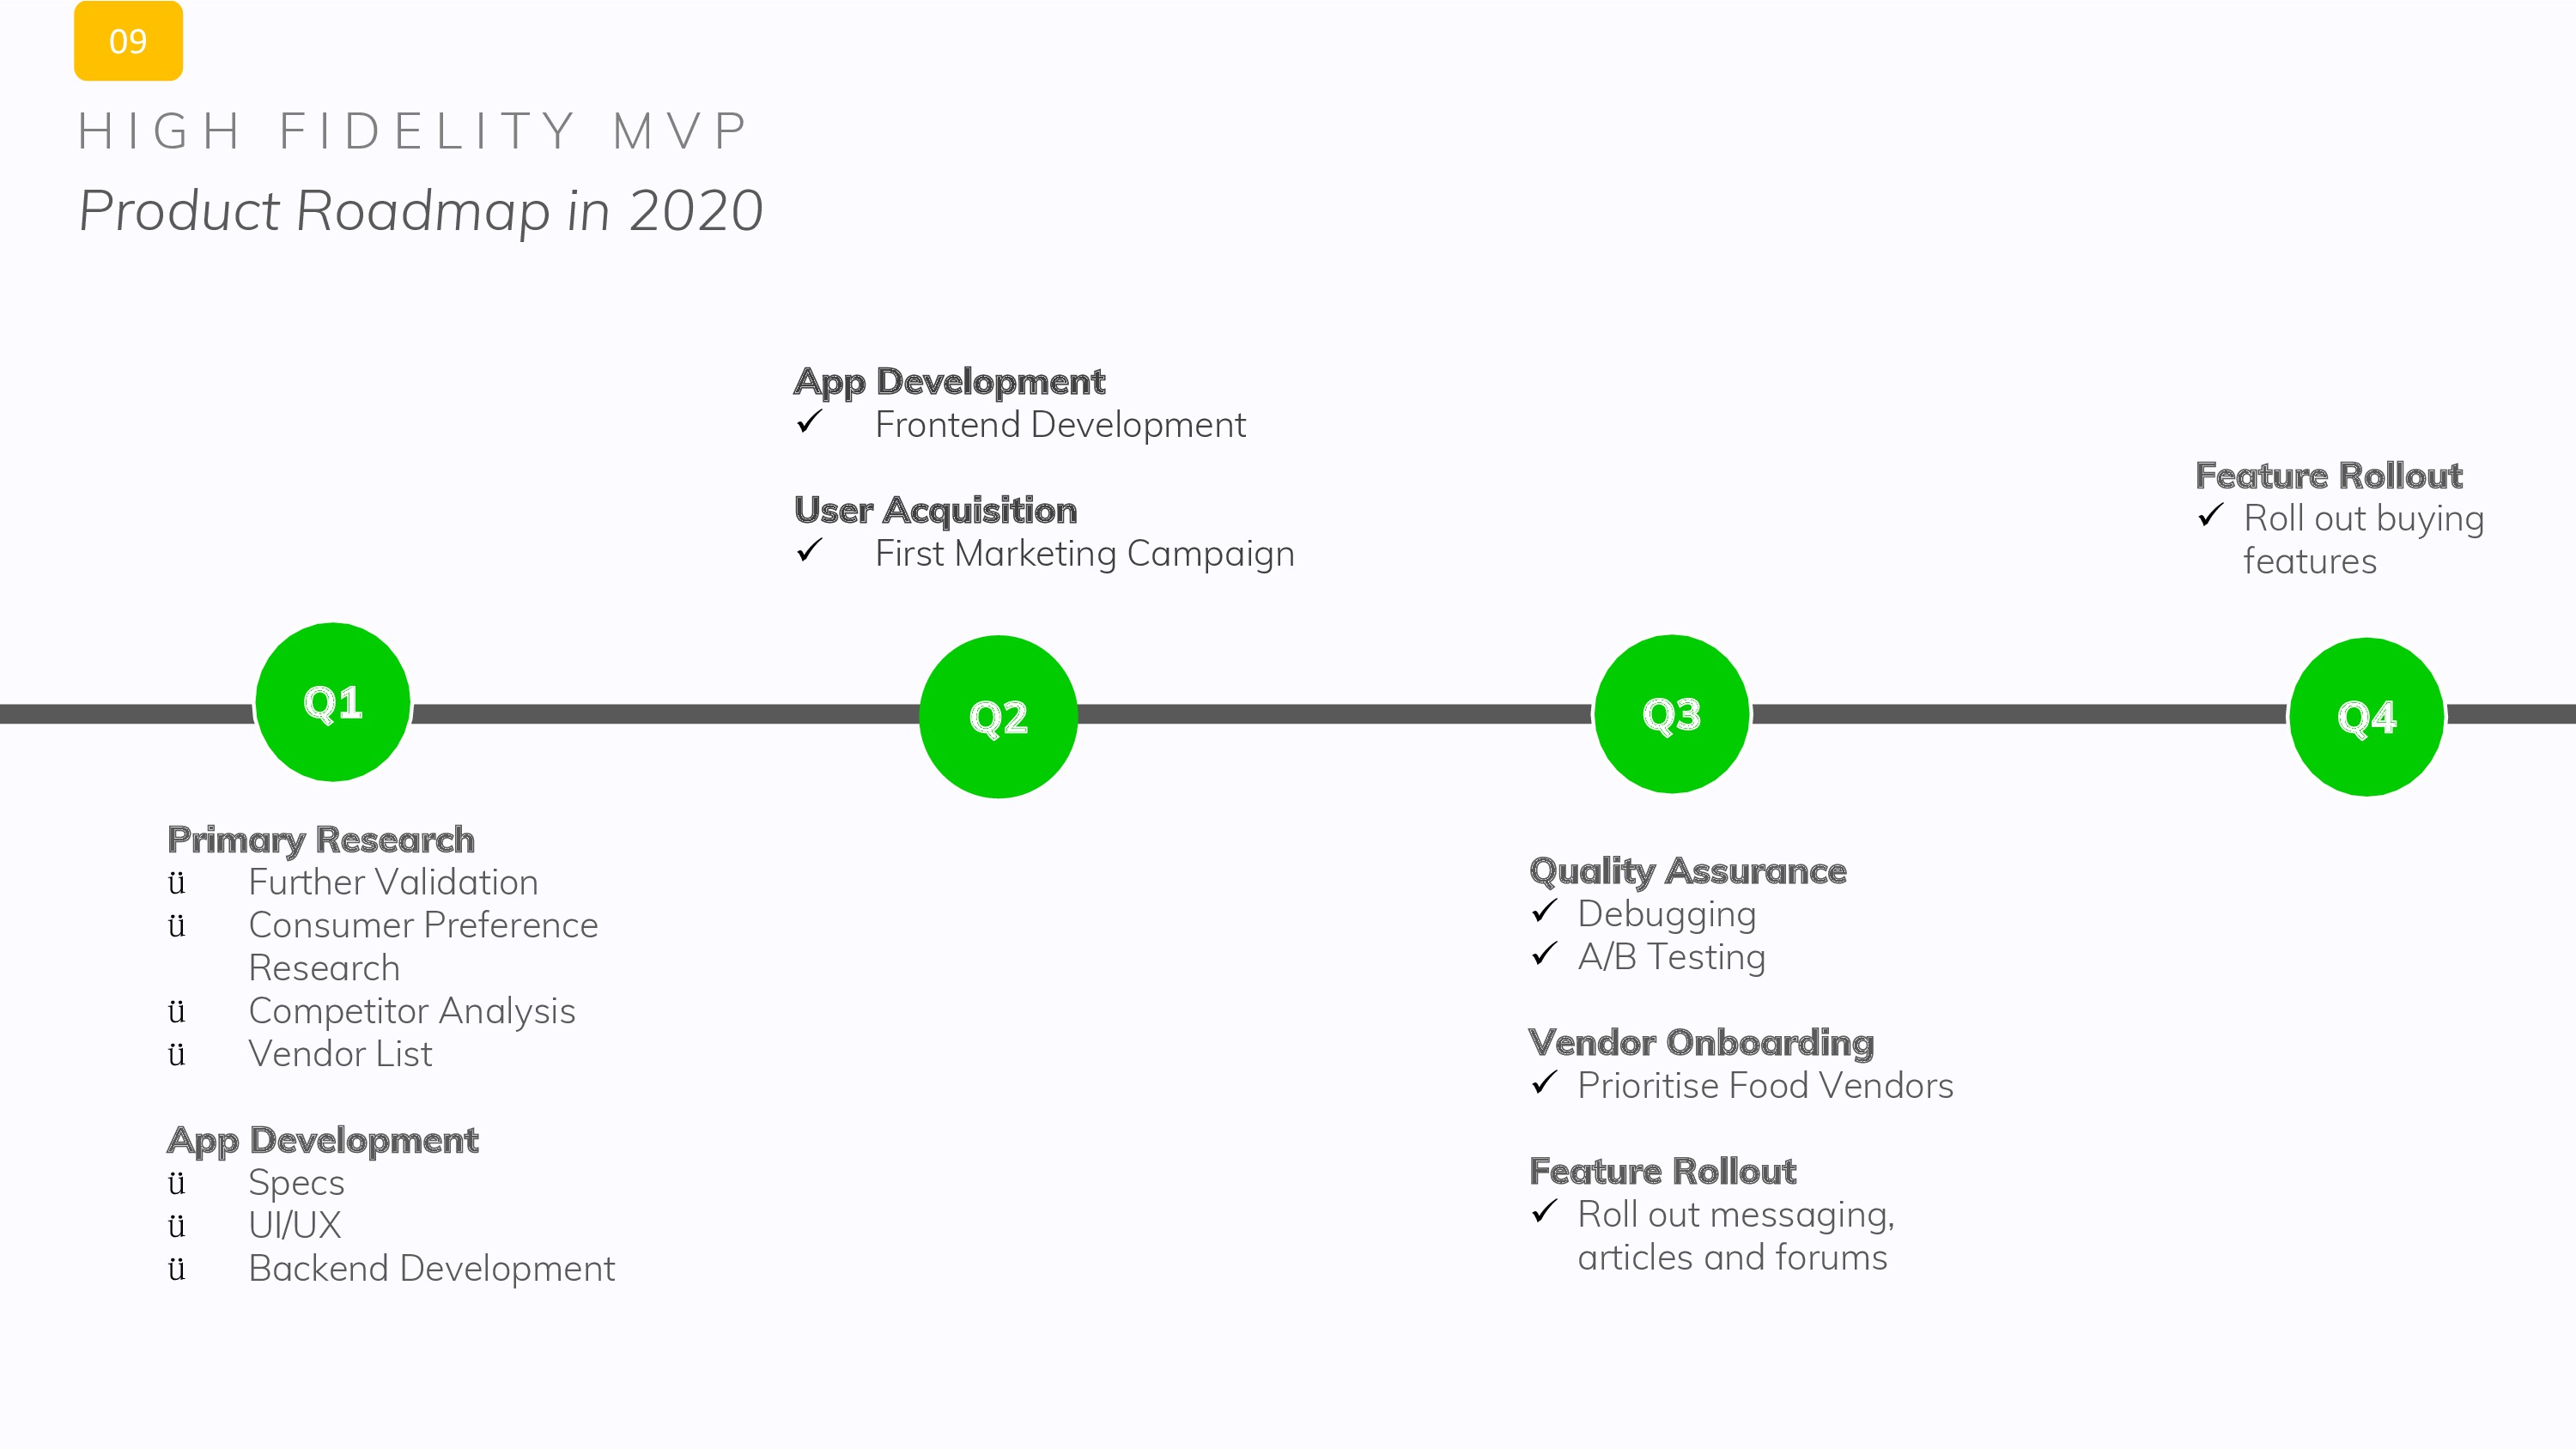 09
HIGH FIDELITY MVP
Product Roadmap in 2020
App Development
✓ Frontend Development
User Acquisition
✓ First Marketing Campaign
Feature Rollout
✓ Roll out buying
features
Q1
Q2
Q3
Q4
Primary Research
ü Further Validation
ü Consumer Preference
Research
ü Competitor Analysis
ü Vendor List
App Development
ü Specs
ü UI/UX
ü Backend Development
Quality Assurance
✓ Debugging
✓ A/B Testing
Vendor Onboarding
✓ Prioritise Food Vendors
Feature Rollout
✓ Roll out messaging,
articles and forums